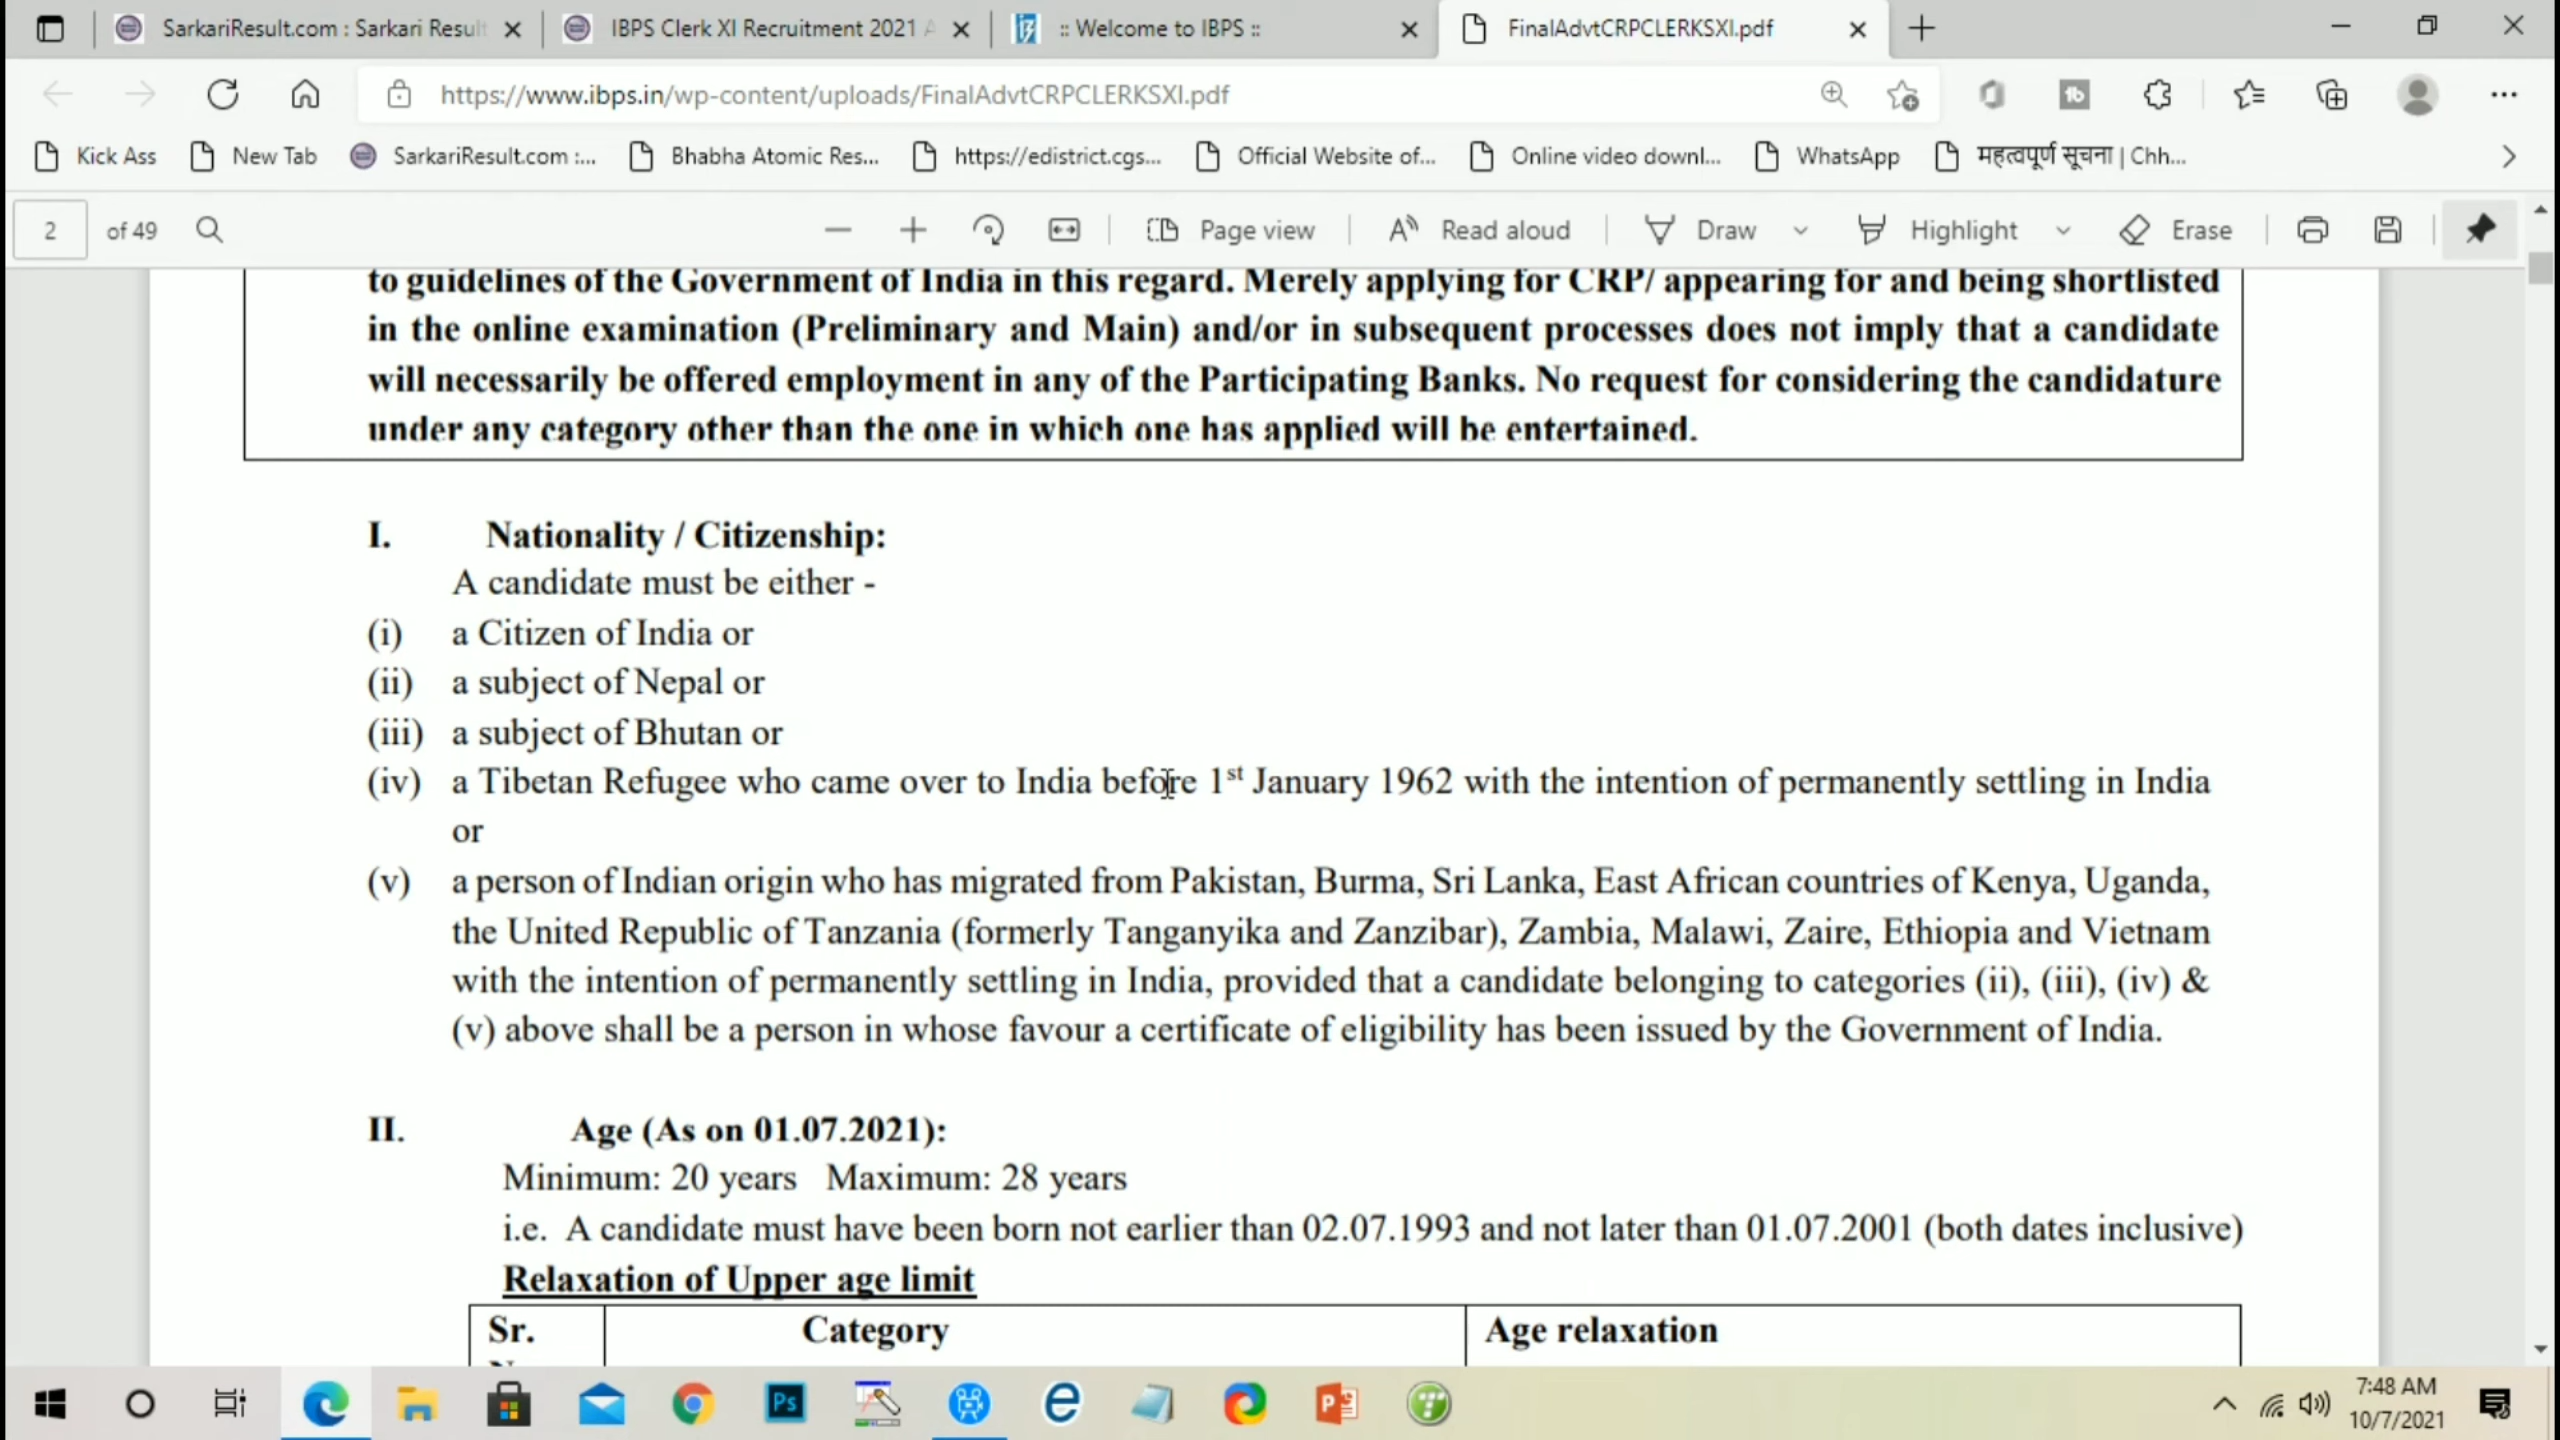 SarkariResult.com : Sarkari Result
IBPS Clerk XI Recruitment 2021 A
:: Welcome to IBPS ::
FinalAdvtCRPCLERKSXI.pdf
https://www.ibps.in/wp-content/uploads/FinalAdvtCRPCLERKSXI.pdf
Kick Ass New Tab SarkariResult.com :... Bhabha Atomic Res... https://edistrict.cgs... Official Website of... Online video downl... WhatsApp महत्वपूर्ण सूचना | Chh...
2 of 49 Page view Read aloud Draw Highlight Erase
to guidelines of the Government of India in this regard. Merely applying for CRP/ appearing for and being shortlisted
in the online examination (Preliminary and Main) and/or in subsequent processes does not imply that a candidate
will necessarily be offered employment in any of the Participating Banks. No request for considering the candidature
under any category other than the one in which one has applied will be entertained.
I. Nationality / Citizenship:
A candidate must be either -
(i) a Citizen of India or
(ii) a subject of Nepal or
(iii) a subject of Bhutan or
(iv) a Tibetan Refugee who came over to India before 1st January 1962 with the intention of permanently settling in India
or
(v) a person of Indian origin who has migrated from Pakistan, Burma, Sri Lanka, East African countries of Kenya, Uganda,
the United Republic of Tanzania (formerly Tanganyika and Zanzibar), Zambia, Malawi, Zaire, Ethiopia and Vietnam
with the intention of permanently settling in India, provided that a candidate belonging to categories (ii), (iii), (iv) &
(v) above shall be a person in whose favour a certificate of eligibility has been issued by the Government of India.
II. Age (As on 01.07.2021):
Minimum: 20 years Maximum: 28 years
i.e. A candidate must have been born not earlier than 02.07.1993 and not later than 01.07.2001 (both dates inclusive)
Relaxation of Upper age limit
Sr. Category Age relaxation
Ps
7:48 AM
10/7/2021